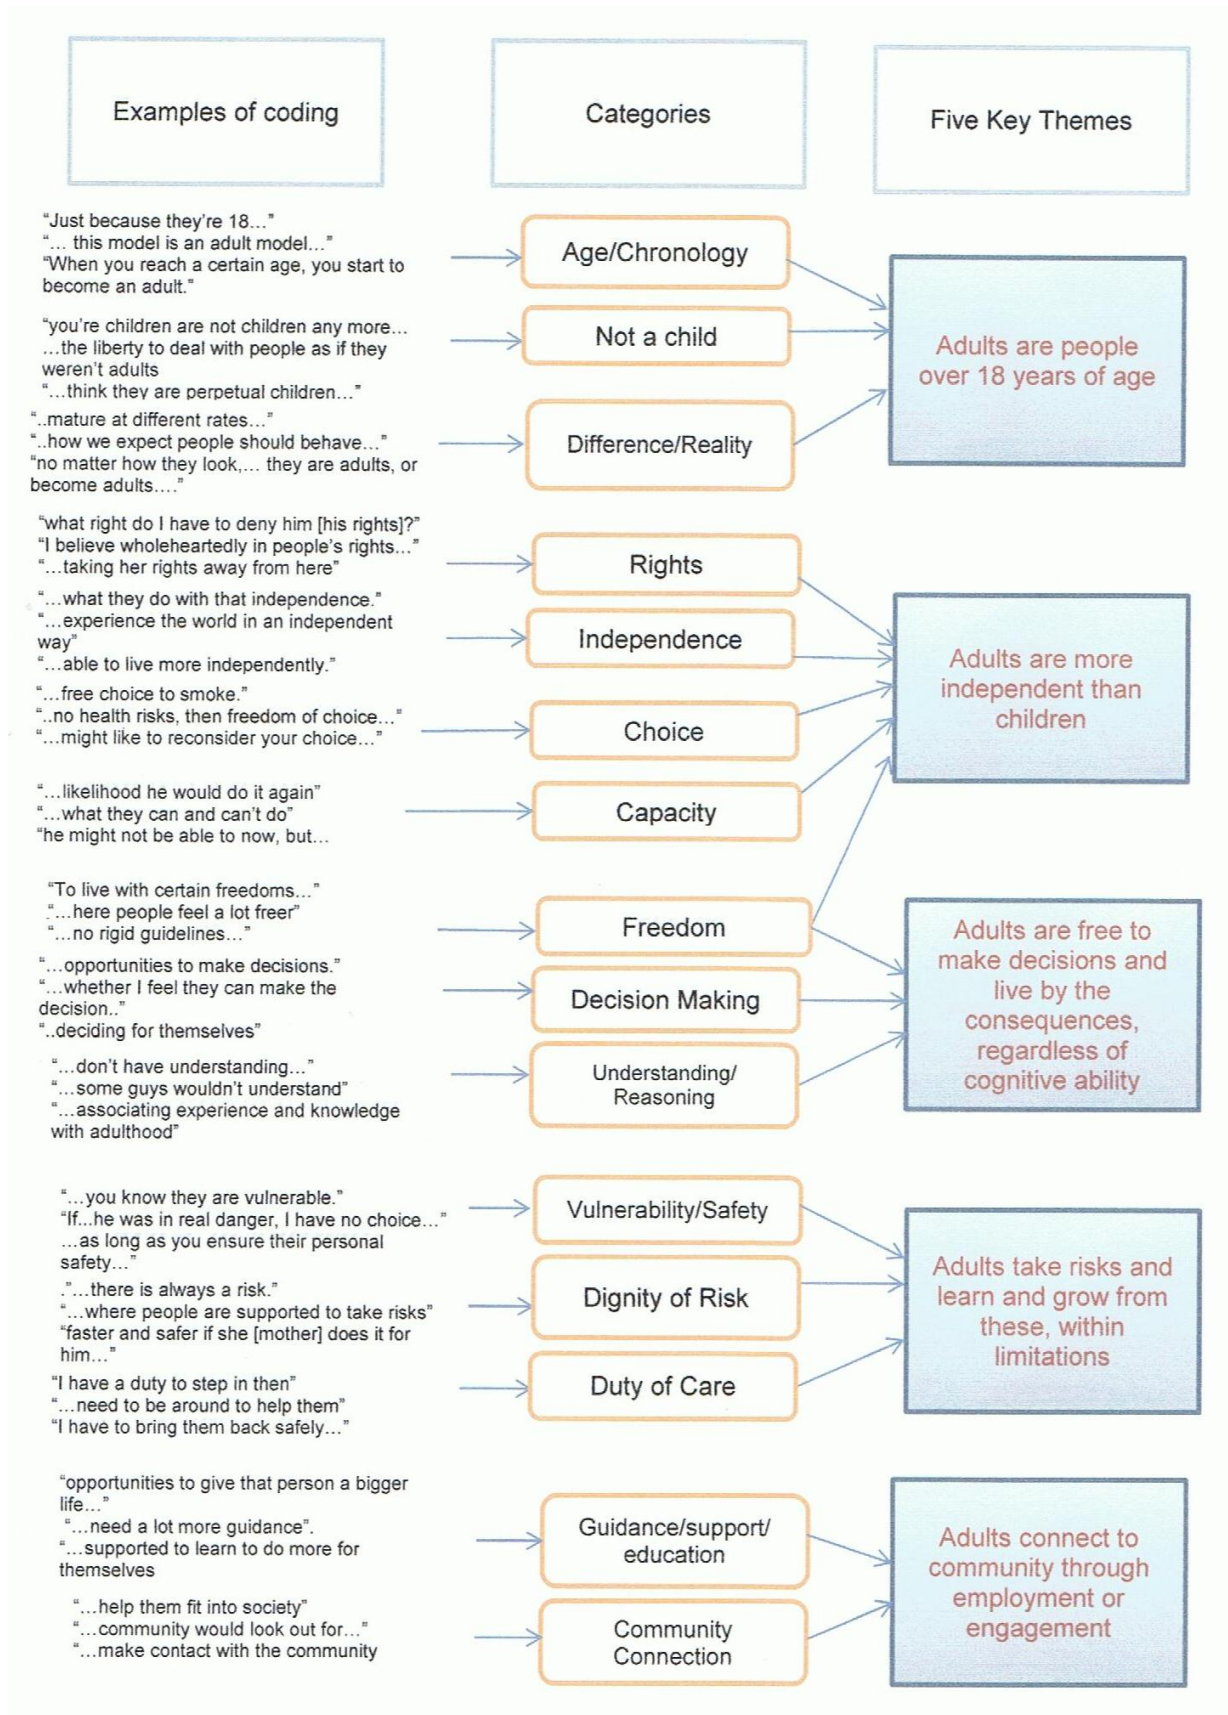 Examples of coding
Categories
Five Key Themes
"Just because they're 18..."
"... this model is an adult model..."
"When you reach a certain age, you start to
become an adult."
Age/Chronology
"you're children are not children any more...
...the liberty to deal with people as if they
weren't adults
"...think they are perpetual children..."
Not a child
"..mature at different rates..."
"..how we expect people should behave..."
"no matter how they look,... they are adults, or
become adults...."
Difference/Reality
Adults are people
over 18 years of age
"what right do I have to deny him [his rights]?"
"I believe wholeheartedly in people's rights..."
"...taking her rights away from here"
Rights
"...what they do with that independence."
"...experience the world in an independent
way"
"...able to live more independently."
Independence
"...free choice to smoke."
"..no health risks, then freedom of choice..."
"...might like to reconsider your choice..."
Choice
"...likelihood he would do it again"
"...what they can and can't do"
"he might not be able to now, but...
Capacity
Adults are more
independent than
children
"To live with certain freedoms..."
"...here people feel a lot freer"
"...no rigid guidelines..."
Freedom
"...opportunities to make decisions."
"...whether I feel they can make the
decision.."
"..deciding for themselves"
Decision Making
"...don't have understanding..."
"...some guys wouldn't understand"
"...associating experience and knowledge
with adulthood"
Understanding/
Reasoning
Adults are free to
make decisions and
live by the
consequences,
regardless of
cognitive ability
"...you know they are vulnerable."
"If...he was in real danger, I have no choice..."
...as long as you ensure their personal
safety..."
Vulnerability/Safety
."...there is always a risk."
"...where people are supported to take risks"
"faster and safer if she [mother] does it for
him..."
Dignity of Risk
"I have a duty to step in then"
"...need to be around to help them"
"I have to bring them back safely..."
Duty of Care
Adults take risks and
learn and grow from
these, within
limitations
"opportunities to give that person a bigger
life..."
"...need a lot more guidance".
"...supported to learn to do more for
themselves
Guidance/support/
education
"...help them fit into society"
"...community would look out for..."
"...make contact with the community
Community
Connection
Adults connect to
community through
employment or
engagement